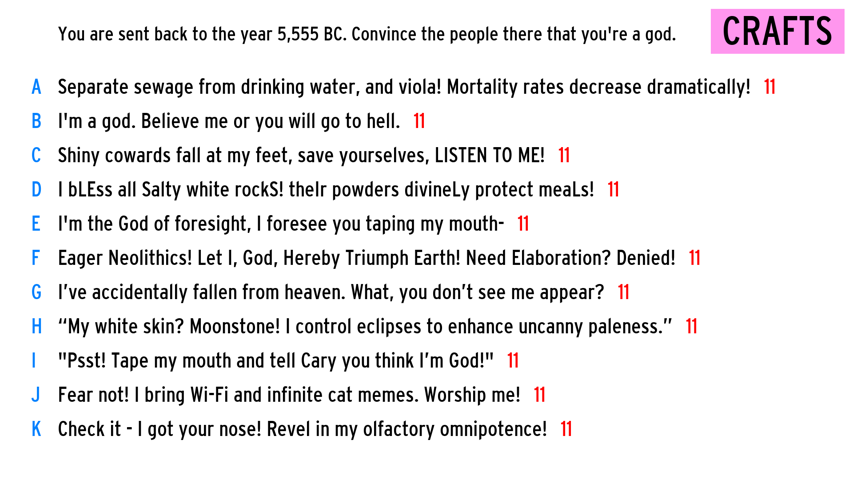 You are sent back to the year 5,555 BC. Convince the people there that you're a god.
CRAFTS
A Separate sewage from drinking water, and viola! Mortality rates decrease dramatically! 11
B I'm a god. Believe me or you will go to hell. 11
C Shiny cowards fall at my feet, save yourselves, LISTEN TO ME! 11
D I bLEss all Salty white rockS! theIr powders divineLy protect meaLs! 11
E I'm the God of foresight, I foresee you taping my mouth- 11
F Eager Neolithics! Let I, God, Hereby Triumph Earth! Need Elaboration? Denied! 11
G I’ve accidentally fallen from heaven. What, you don’t see me appear? 11
H “My white skin? Moonstone! I control eclipses to enhance uncanny paleness.” 11
I "Psst! Tape my mouth and tell Cary you think I’m God!" 11
J Fear not! I bring Wi-Fi and infinite cat memes. Worship me! 11
K Check it - I got your nose! Revel in my olfactory omnipotence! 11